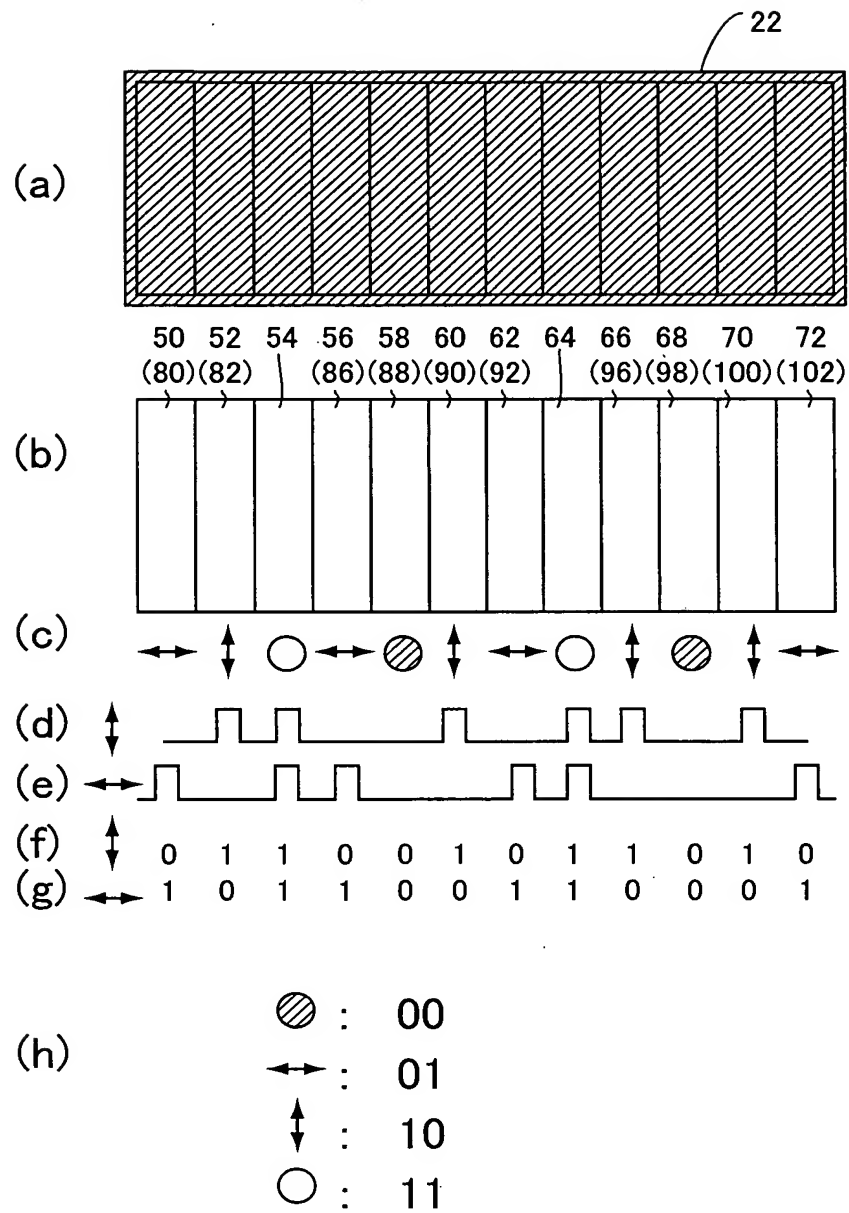 22
(a)
50 52 54 56 58 60 62 64 66 68 70 72
(80) (82) (86) (88) (90) (92) (96) (98) (100) (102)
(b)
(c)
(d)
(e)
(f) 0 1 1 0 0 1 0 1 1 0 1 0
(g) 1 0 1 1 0 0 1 1 0 0 0 1
(h)
: 00
: 01
: 10
: 11